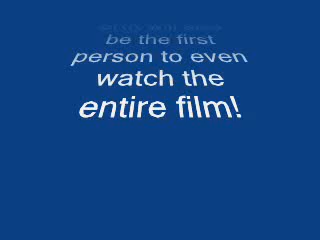 be the first
person to even
watch the
entire film!